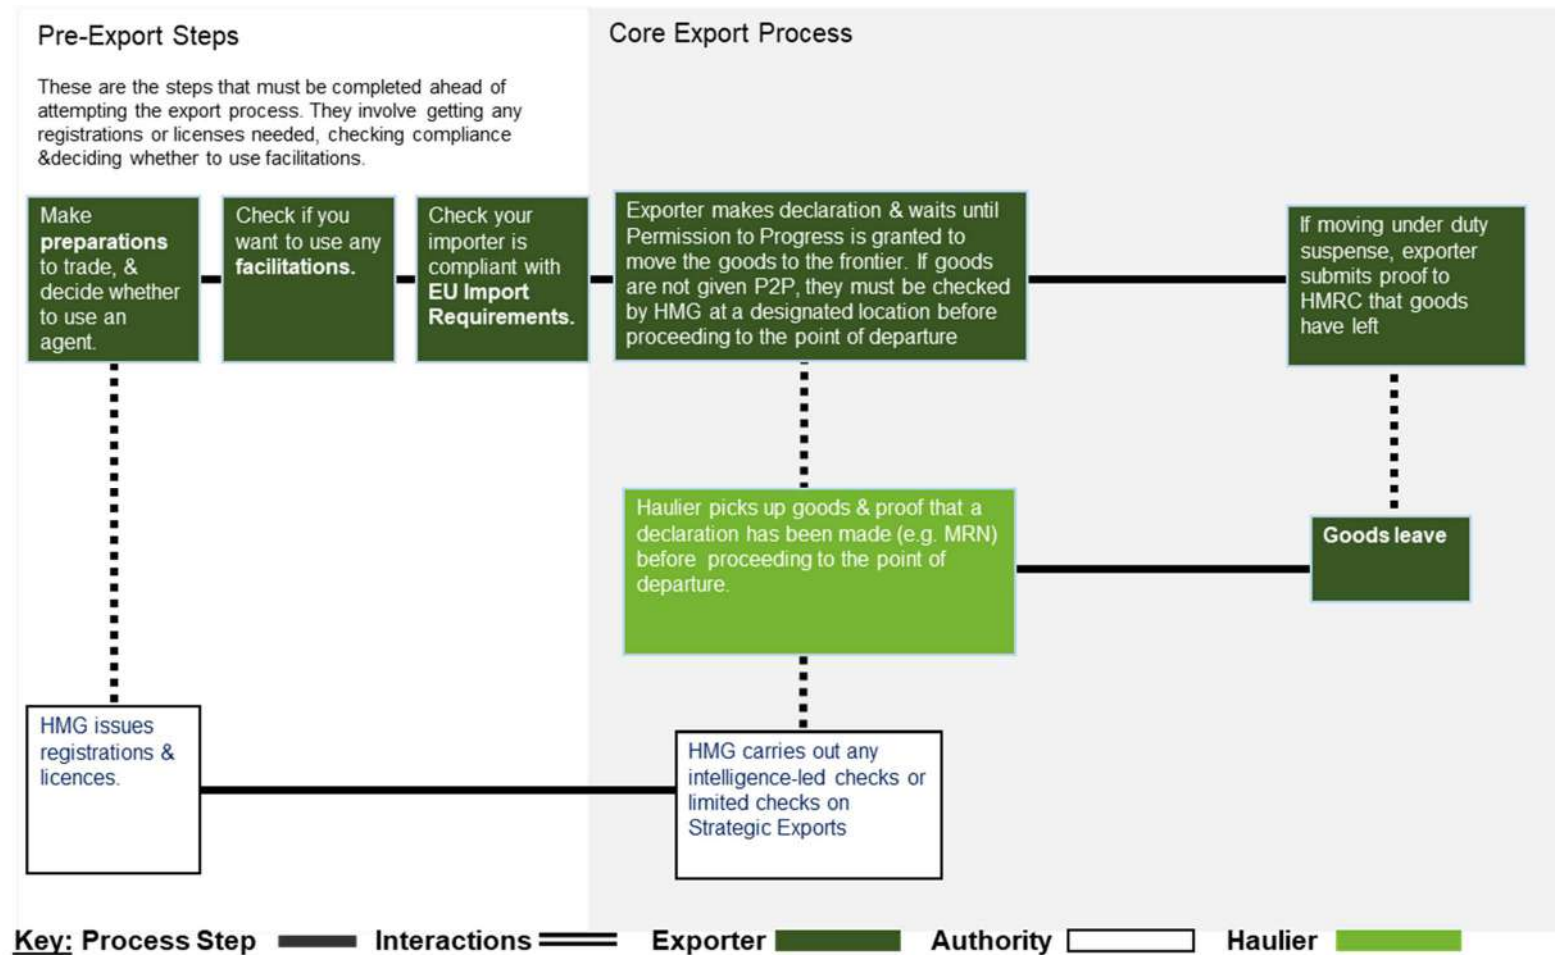 Pre-Export Steps
These are the steps that must be completed ahead of
attempting the export process. They involve getting any
registrations or licenses needed, checking compliance
&deciding whether to use facilitations.
Core Export Process
Make
preparations
to trade, &
decide whether
to use an
agent.
Check if you
want to use any
facilitations.
Check your
importer is
compliant with
EU Import
Requirements.
Exporter makes declaration & waits until
Permission to Progress is granted to
move the goods to the frontier. If goods
are not given P2P, they must be checked
by HMG at a designated location before
proceeding to the point of departure
If moving under duty
suspense, exporter
submits proof to
HMRC that goods
have left
Haulier picks up goods & proof that a
declaration has been made (e.g. MRN)
before proceeding to the point of
departure.
Goods leave
HMG issues
registrations &
licences.
HMG carries out any
intelligence-led checks or
limited checks on
Strategic Exports
Key: Process Step Interactions Exporter Authority Haulier